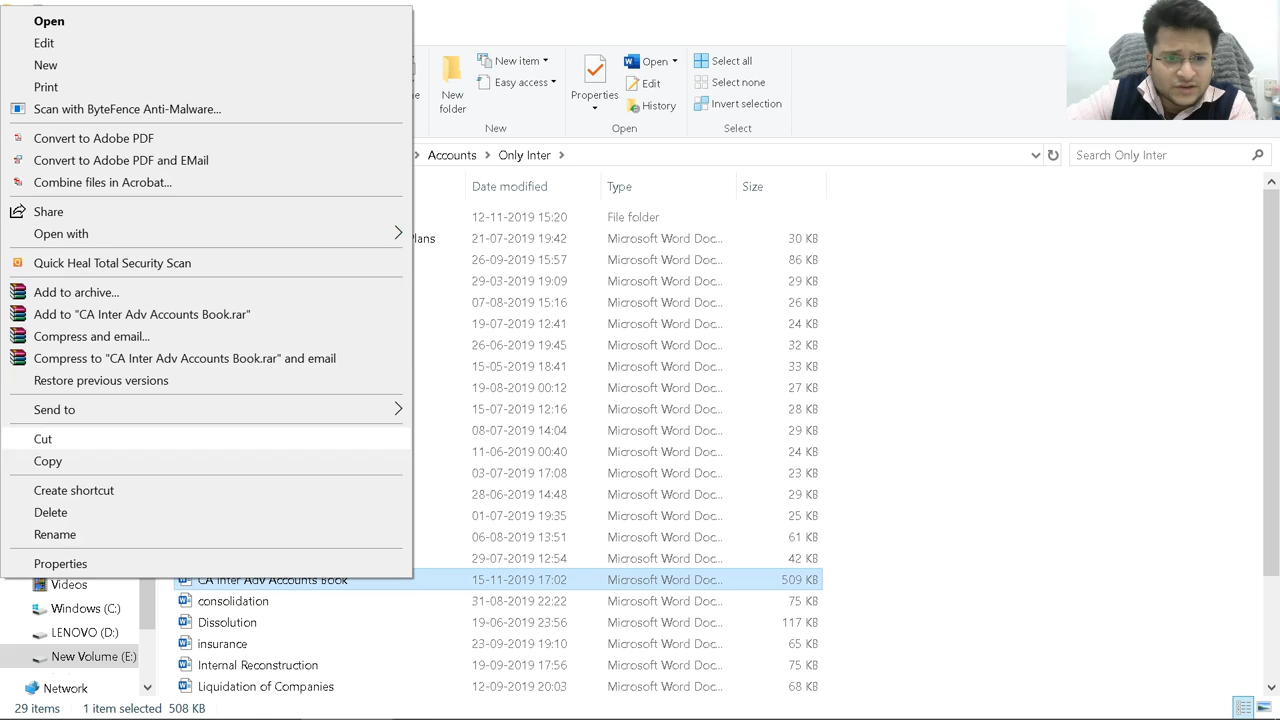 Open
Edit
New
Print
Scan with ByteFence Anti-Malware...
Convert to Adobe PDF
Convert to Adobe PDF and EMail
Combine files in Acrobat...
Share
Open with
Quick Heal Total Security Scan
Add to archive...
Add to "CA Inter Adv Accounts Book.rar"
Compress and email...
Compress to "CA Inter Adv Accounts Book.rar" and email
Restore previous versions
Send to
Cut
Copy
Create shortcut
Delete
Rename
Properties
New folder
New item
Easy access
New
Properties
Open
Edit
History
Open
Select all
Select none
Invert selection
Select
Accounts > Only Inter >
Search Only Inter
Date modified Type Size
12-11-2019 15:20 File folder
lans 21-07-2019 19:42 Microsoft Word Doc... 30 KB
26-09-2019 15:57 Microsoft Word Doc... 86 KB
29-03-2019 19:09 Microsoft Word Doc... 29 KB
07-08-2019 15:16 Microsoft Word Doc... 26 KB
19-07-2019 12:41 Microsoft Word Doc... 24 KB
26-06-2019 19:45 Microsoft Word Doc... 32 KB
15-05-2019 18:41 Microsoft Word Doc... 33 KB
19-08-2019 00:12 Microsoft Word Doc... 27 KB
15-07-2019 12:16 Microsoft Word Doc... 28 KB
08-07-2019 14:04 Microsoft Word Doc... 29 KB
11-06-2019 00:40 Microsoft Word Doc... 24 KB
03-07-2019 17:08 Microsoft Word Doc... 23 KB
28-06-2019 14:48 Microsoft Word Doc... 29 KB
01-07-2019 19:35 Microsoft Word Doc... 25 KB
06-08-2019 13:51 Microsoft Word Doc... 61 KB
29-07-2019 12:54 Microsoft Word Doc... 42 KB
CA Inter Adv Accounts Book 15-11-2019 17:02 Microsoft Word Doc... 509 KB
consolidation 31-08-2019 22:22 Microsoft Word Doc... 75 KB
Dissolution 19-06-2019 23:56 Microsoft Word Doc... 117 KB
insurance 23-09-2019 19:10 Microsoft Word Doc... 65 KB
Internal Reconstruction 19-09-2019 17:56 Microsoft Word Doc... 75 KB
Liquidation of Companies 12-09-2019 20:03 Microsoft Word Doc... 68 KB
Videos
Windows (C:)
LENOVO (D:)
New Volume (E:)
Network
29 items 1 item selected 508 KB